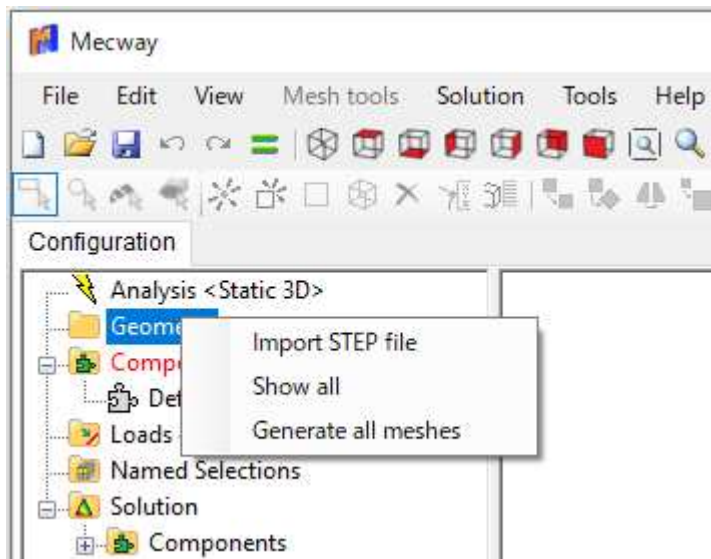 Mecway
File Edit View Mesh tools Solution Tools Help
Configuration
Analysis <Static 3D>
Import STEP file
Show all
Loads
Generate all meshes
Named Selections
Solution
Components